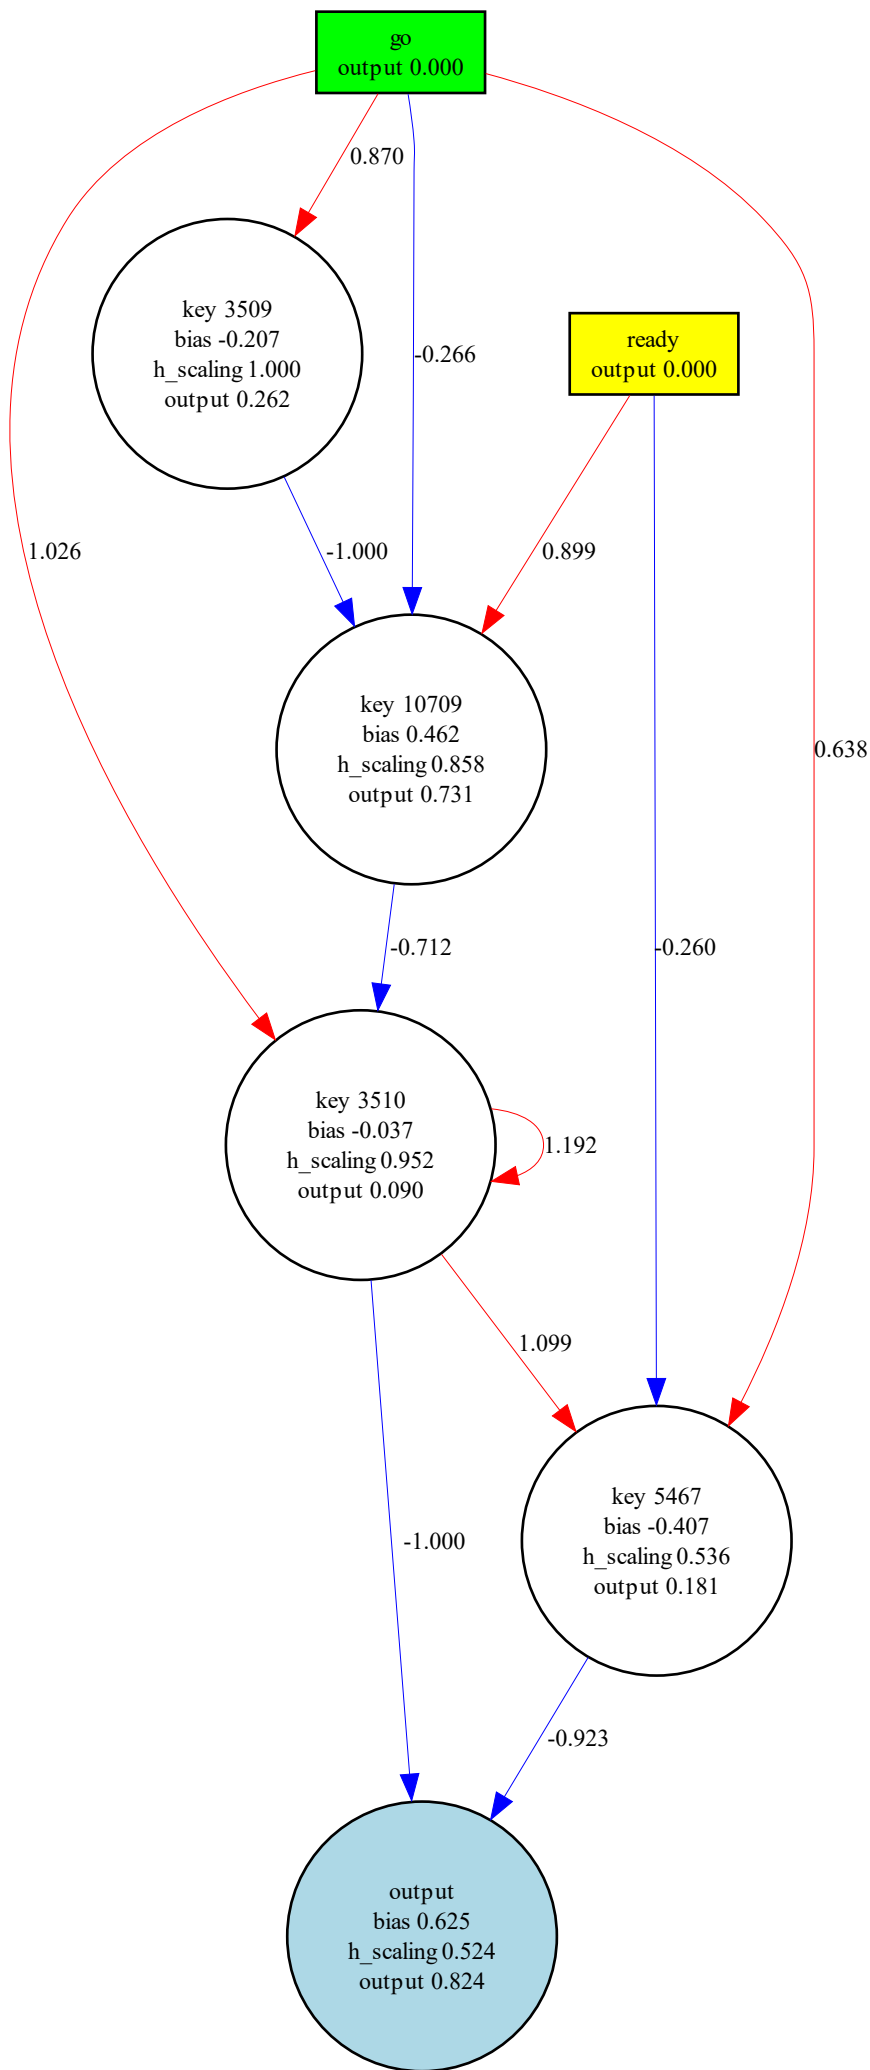 go
output 0.000
0.870
key 3509
bias -0.207
h_scaling 1.000
output 0.262
-0.266
ready
output 0.000
1.026
-1.000
0.899
key 10709
bias 0.462
h_scaling 0.858
output 0.731
0.638
-0.712
-0.260
key 3510
bias -0.037
h_scaling 0.952
output 0.090
1.192
1.099
key 5467
bias -0.407
h_scaling 0.536
output 0.181
-1.000
-0.923
output
bias 0.625
h_scaling 0.524
output 0.824